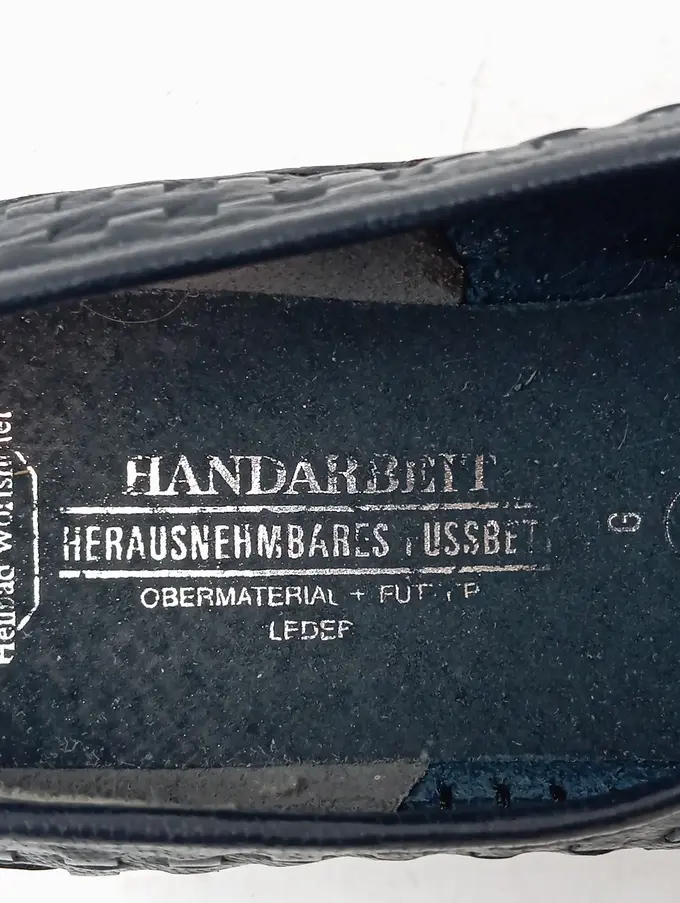 HANDARBEIT
HERAUSNEHMBARES FUSSBETT
OBERMATERIAL + FUTTER
LEDER
G